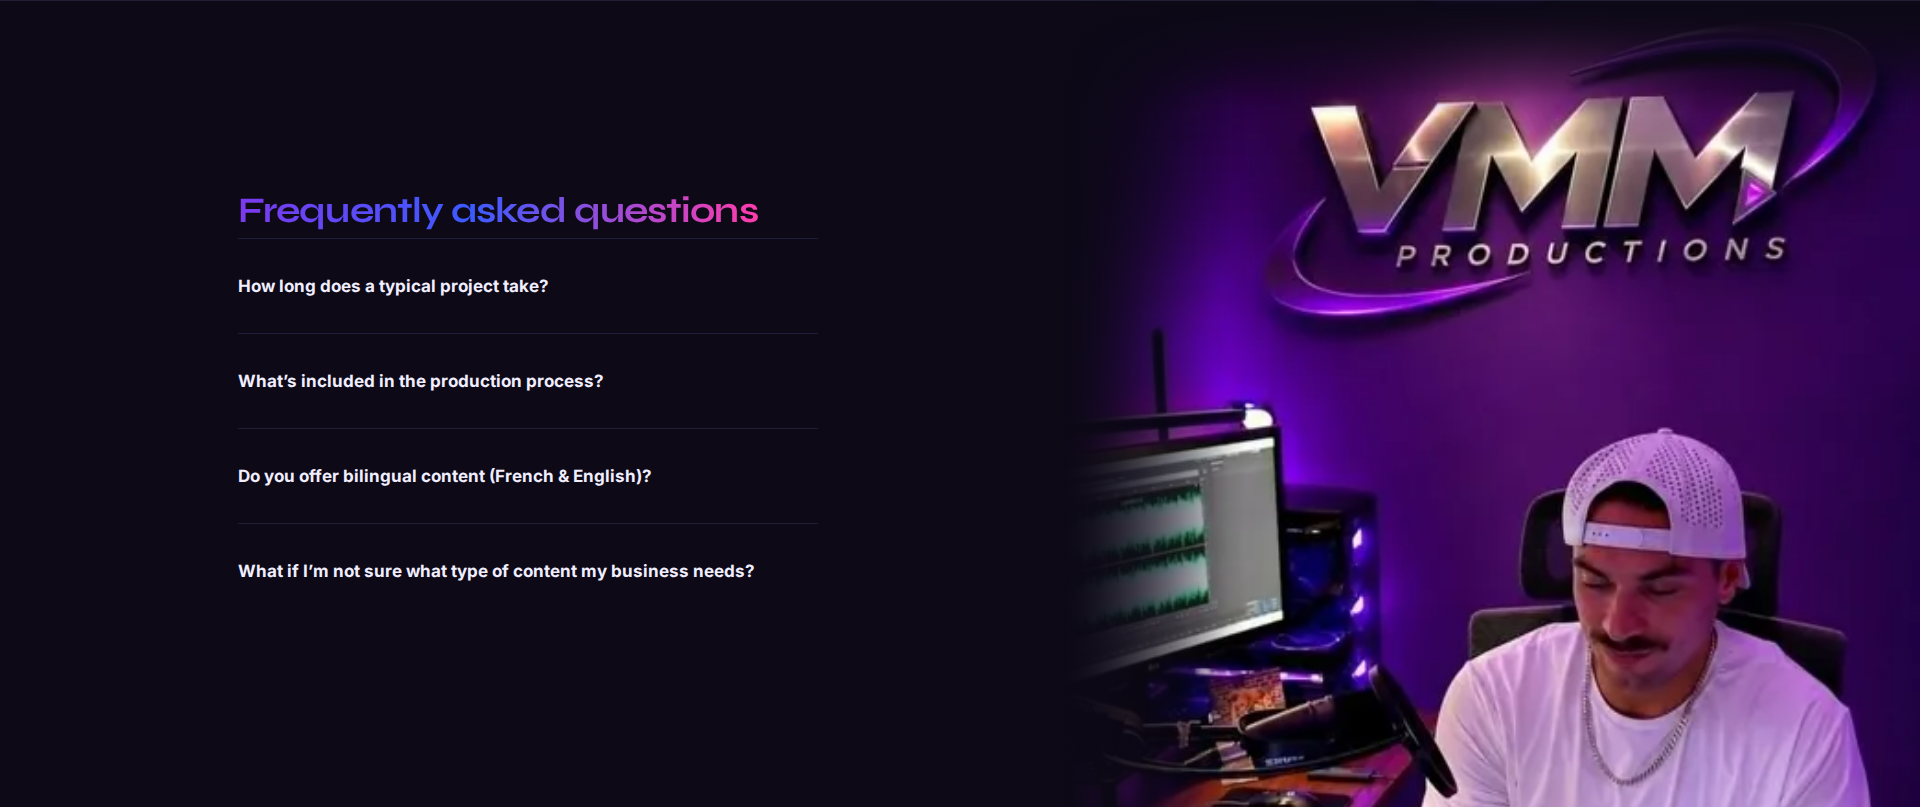 Frequently asked questions
How long does a typical project take?
What’s included in the production process?
Do you offer bilingual content (French & English)?
What if I’m not sure what type of content my business needs?
VMM
PRODUCTIONS
SHURE